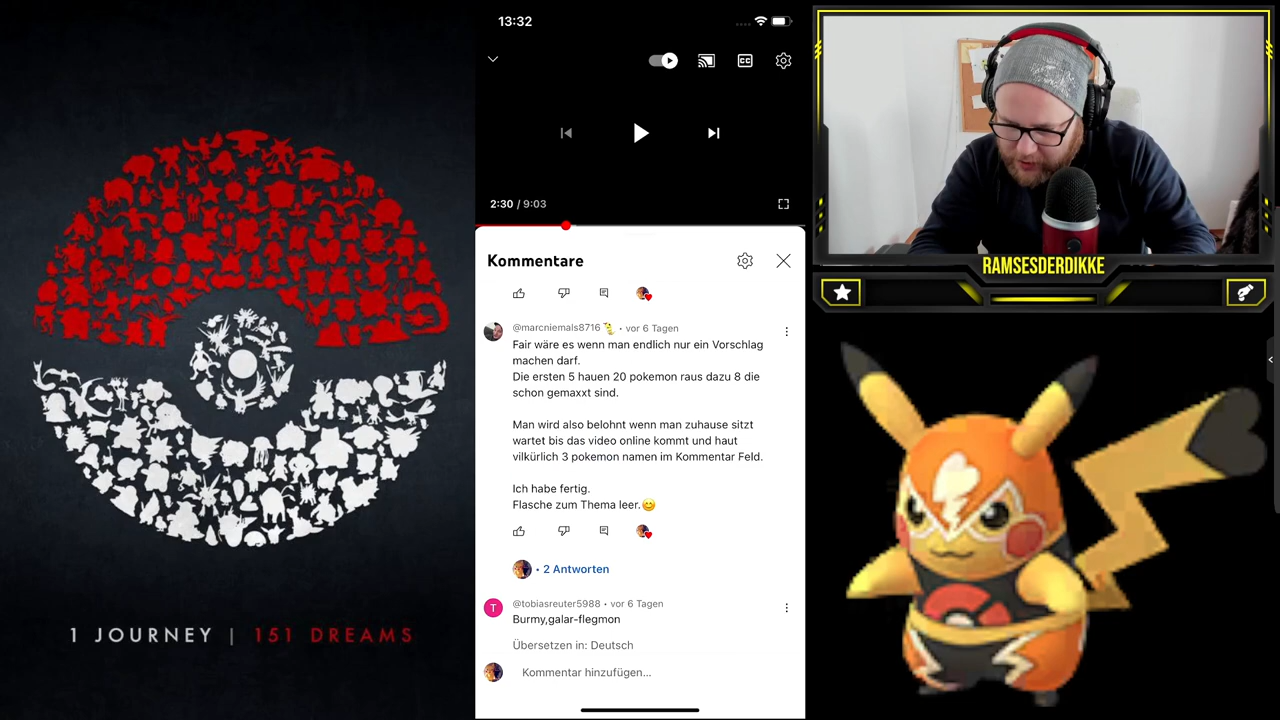 1 JOURNEY | 151 DREAMS
13:32
CC
2:30 / 9:03
Kommentare
@marcniemals8716 • vor 6 Tagen
Fair wäre es wenn man endlich nur ein Vorschlag
machen darf.
Die ersten 5 hauen 20 pokemon raus dazu 8 die
schon gemaxxt sind.
Man wird also belohnt wenn man zuhause sitzt
wartet bis das video online kommt und haut
vilkürlich 3 pokemon namen im Kommentar Feld.
Ich habe fertig.
Flasche zum Thema leer.😊
• 2 Antworten
T
@tobiasreuter5988 • vor 6 Tagen
Burmy,galar-flegmon
Übersetzen in: Deutsch
Kommentar hinzufügen...
RAMSESDERDIKKE